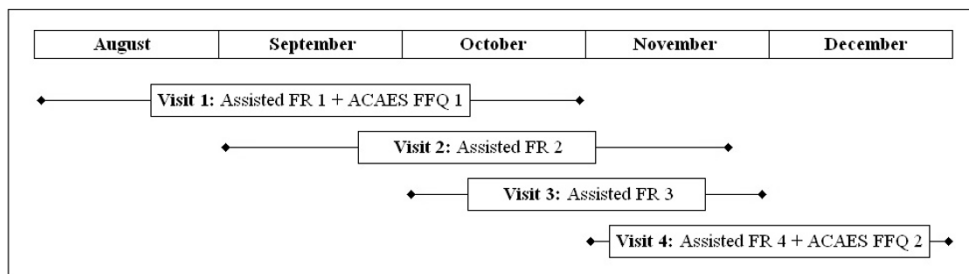 August September October November December
Visit 1: Assisted FR 1 + ACAES FFQ 1
Visit 2: Assisted FR 2
Visit 3: Assisted FR 3
Visit 4: Assisted FR 4 + ACAES FFQ 2